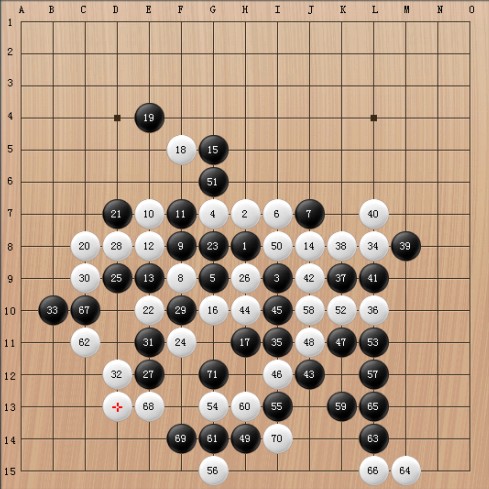 A B C D E F G H I J K L M N O
1
2
3
4 19
5 18 15
6 51
7 21 10 11 4 2 6 7 40
8 20 28 12 9 23 1 50 14 38 34 39
9 30 25 13 8 5 26 3 42 37 41
10 33 67 22 29 16 44 45 58 52 36
11 62 31 24 17 35 48 47 53
12 32 27 71 46 43 57
13 68 54 60 55 59 65
14 69 61 49 70 63
15 56 66 64